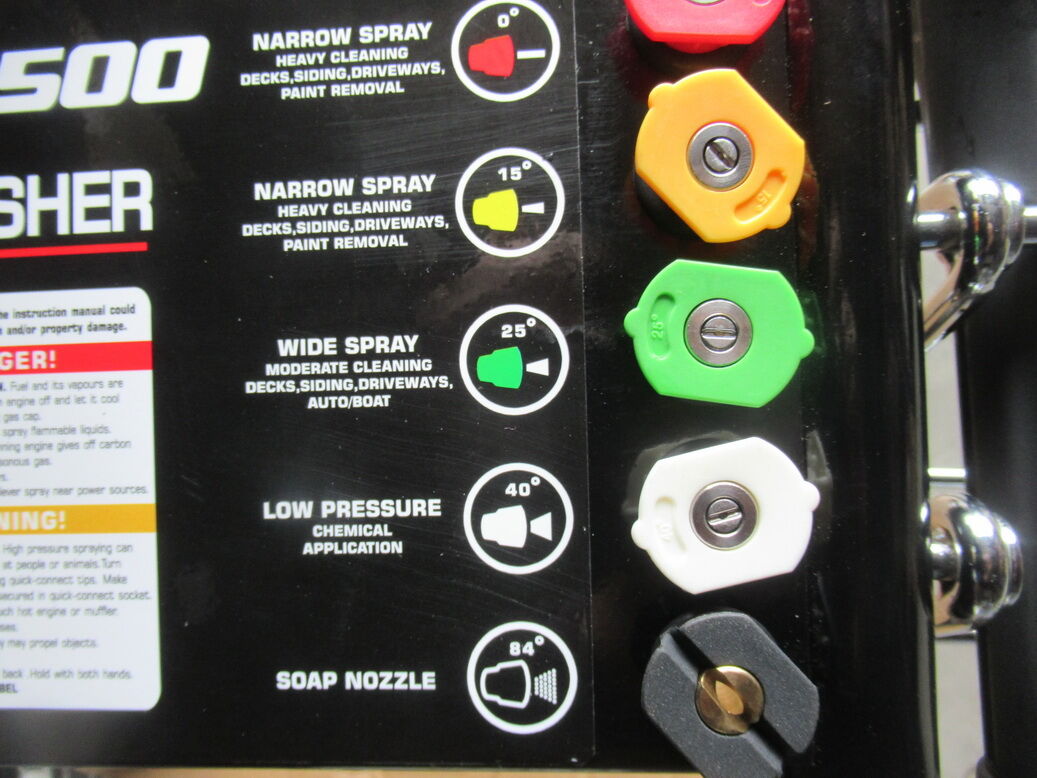 500
SHER
he instruction manual could
n and/or property damage.
GER!
Fuel and its vapours are
engine off and let it cool
gas cap.
spray flammable liquids.
ning engine gives off carbon
sonous gas.
ever spray near power sources.
NING!
High pressure spraying can
at people or animals.Turn
g quick-connect tips. Make
secured in quick-connect socket.
uch hot engine or muffler.
ses.
y may propel objects.
back. Hold with both hands.
BEL
NARROW SPRAY
HEAVY CLEANING
DECKS,SIDING,DRIVEWAYS,
PAINT REMOVAL
0°
NARROW SPRAY
HEAVY CLEANING
DECKS,SIDING,DRIVEWAYS,
PAINT REMOVAL
15°
WIDE SPRAY
MODERATE CLEANING
DECKS,SIDING,DRIVEWAYS,
AUTO/BOAT
25°
LOW PRESSURE
CHEMICAL
APPLICATION
40°
SOAP NOZZLE
84°
15°
25°
40°